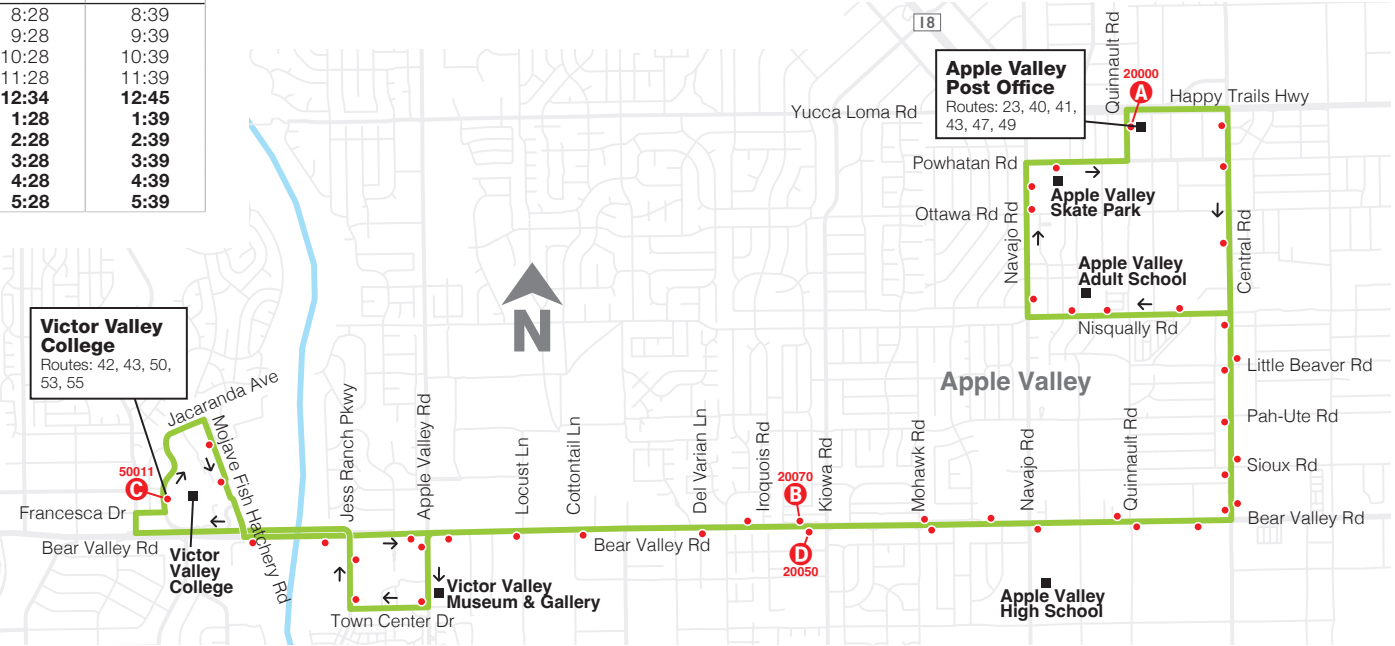 8:28 8:39
9:28 9:39
10:28 10:39
11:28 11:39
12:34 12:45
1:28 1:39
2:28 2:39
3:28 3:39
4:28 4:39
5:28 5:39
18
Quinnault Rd
20000
A
Happy Trails Hwy
Apple Valley
Post Office
Routes: 23, 40, 41,
43, 47, 49
Yucca Loma Rd
Powhatan Rd
Apple Valley
Skate Park
Ottawa Rd
Navajo Rd
Central Rd
Apple Valley
Adult School
Nisqually Rd
N
Victor Valley
College
Routes: 42, 43, 50,
53, 55
Jacaranda Ave
Mojave Fish Hatchery Rd
Apple Valley
Little Beaver Rd
Pah-Ute Rd
Sioux Rd
Bear Valley Rd
Jess Ranch Pkwy
Apple Valley Rd
Locust Ln
Cottontail Ln
Del Varian Ln
Iroquois Rd
Kiowa Rd
Mohawk Rd
Navajo Rd
Quinnault Rd
50011
C
20070
B
Francesca Dr
Bear Valley Rd
Bear Valley Rd
D
20050
Victor
Valley
College
Victor Valley
Museum & Gallery
Town Center Dr
Apple Valley
High School